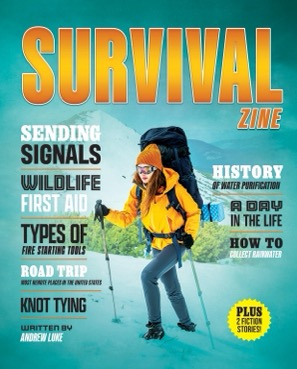 SURVIVAL
ZINE
SENDING
SIGNALS
WILDLIFE
FIRST AID
TYPES OF
FIRE STARTING TOOLS
ROAD TRIP
MOST REMOTE PLACES IN THE UNITED STATES
KNOT TYING
WRITTEN BY
ANDREW LUKE
HISTORY
OF WATER PURIFICATION
A DAY
IN THE LIFE
HOW TO
COLLECT RAINWATER
PLUS
2 FICTION
STORIES!